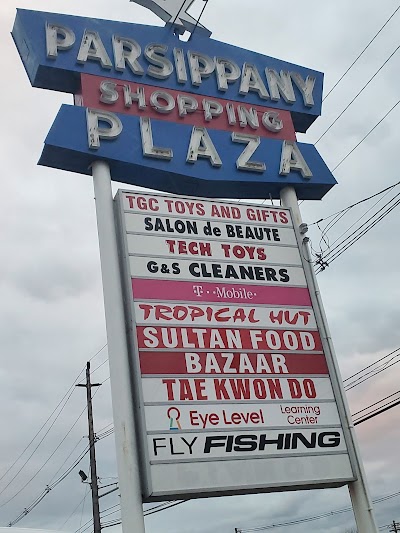 PARSIPPANY
SHOPPING
PLAZA
TGC TOYS AND GIFTS
SALON de BEAUTE
TECH TOYS
G&S CLEANERS
T··Mobile·
TROPICAL HUT
SULTAN FOOD
BAZAAR
TAE KWON DO
Eye Level Learning Center
FLY FISHING